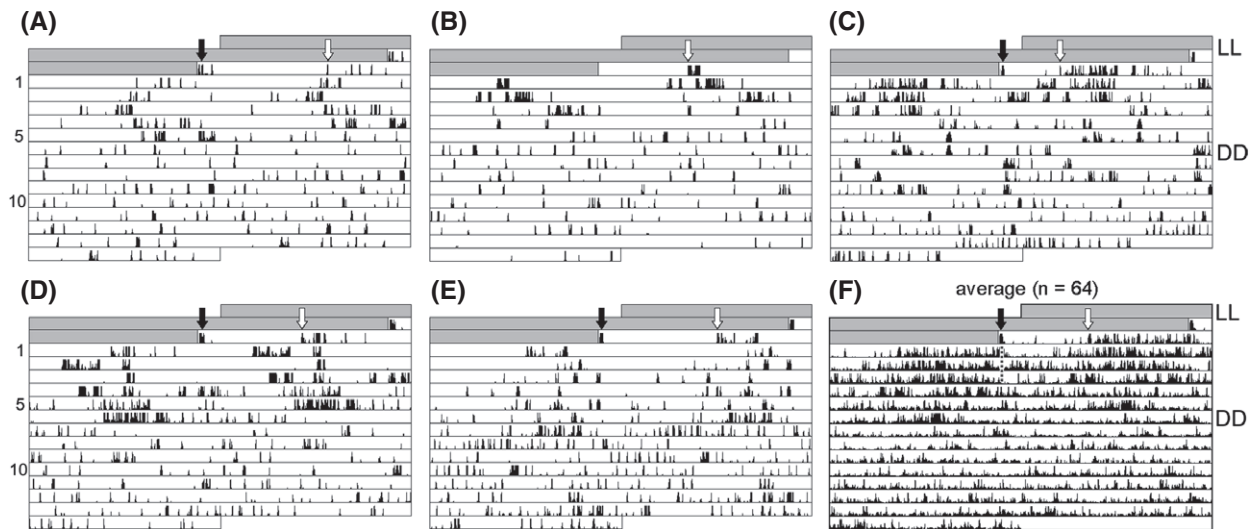 (A)
(B)
(C)
LL
1
5
DD
10
(D)
(E)
(F)
average (n = 64)
LL
1
5
DD
10